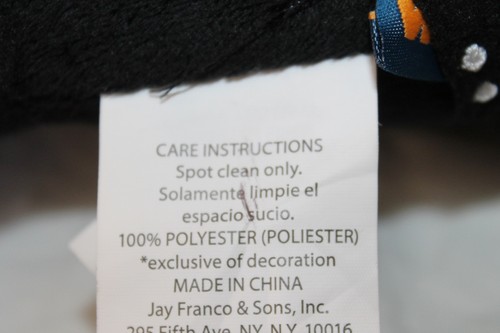 CARE INSTRUCTIONS
Spot clean only.
Solamente limpie el
espacio sucio.
100% POLYESTER (POLIESTER)
*exclusive of decoration
MADE IN CHINA
Jay Franco & Sons, Inc.
295 Fifth Ave, NY, N.Y. 10016